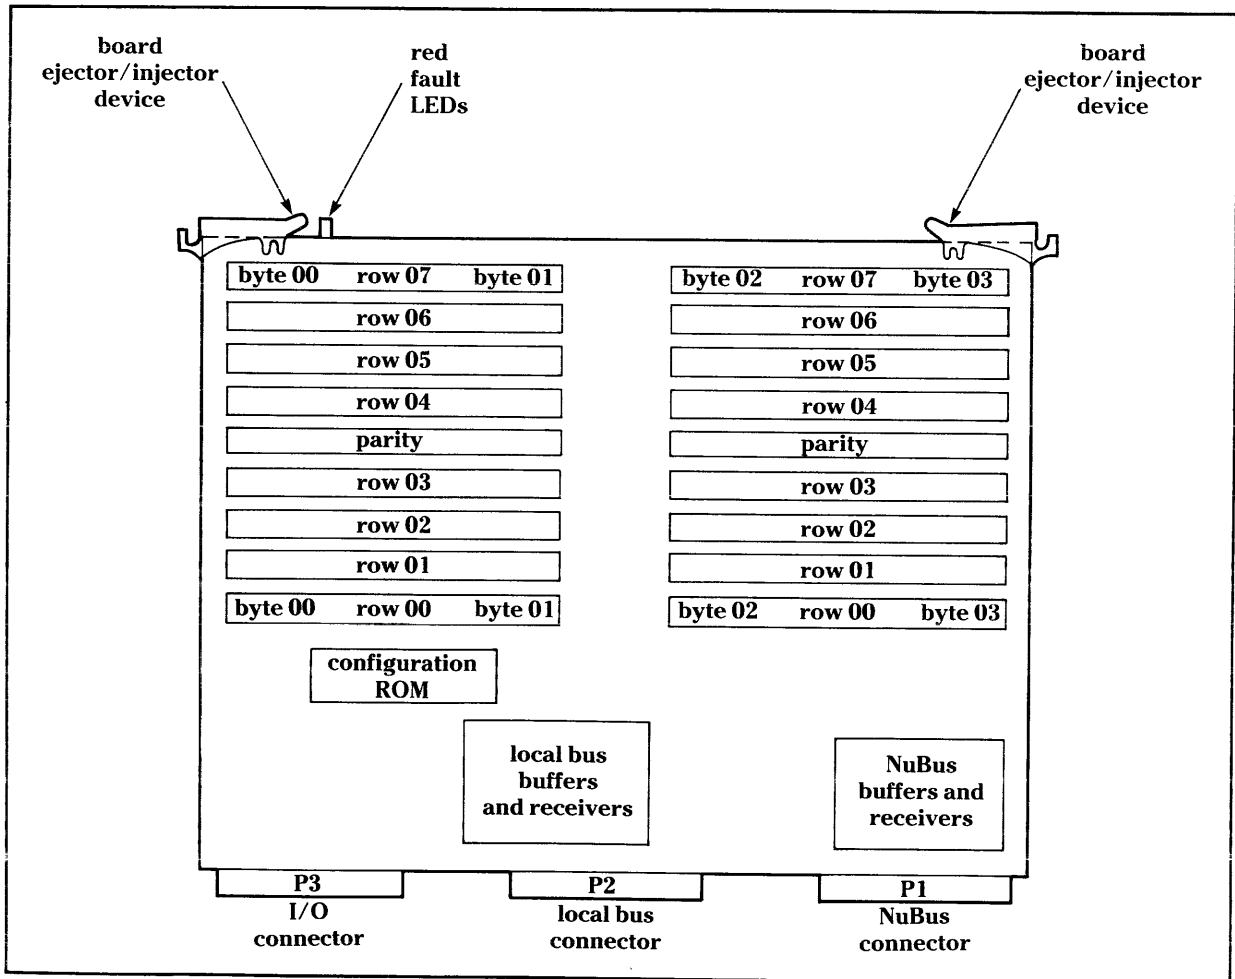 board
ejector/injector
device
red
fault
LEDs
board
ejector/injector
device
byte 00 row 07 byte 01
byte 02 row 07 byte 03
row 06
row 06
row 05
row 05
row 04
row 04
parity
parity
row 03
row 03
row 02
row 02
row 01
row 01
byte 00 row 00 byte 01
byte 02 row 00 byte 03
configuration
ROM
local bus
buffers
and receivers
NuBus
buffers and
receivers
P3
I/O
connector
P2
local bus
connector
P1
NuBus
connector